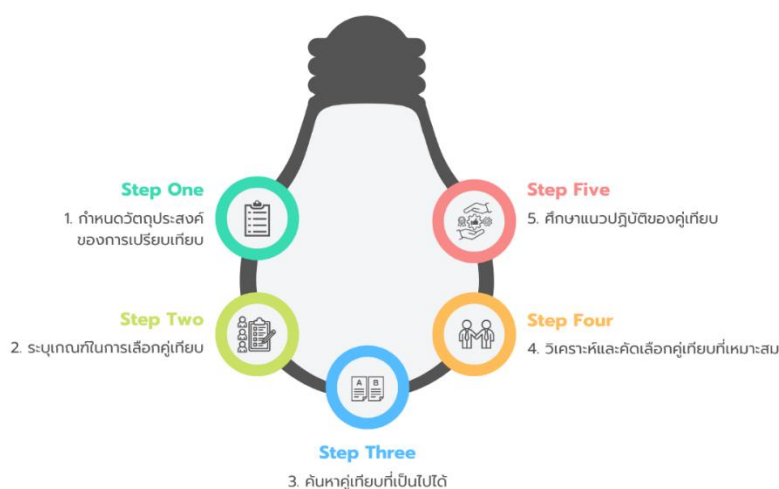 Step One
1. กำหนดวัตถุประสงค์
ของการเปรียบเทียบ
Step Two
2. ระบุเกณฑ์ในการเลือกคู่เทียบ
A B
Step Three
3. ค้นหาคู่เทียบที่เป็นไปได้
Step Four
4. วิเคราะห์และคัดเลือกคู่เทียบที่เหมาะสม
Step Five
5. ศึกษาแนวปฏิบัติของคู่เทียบ